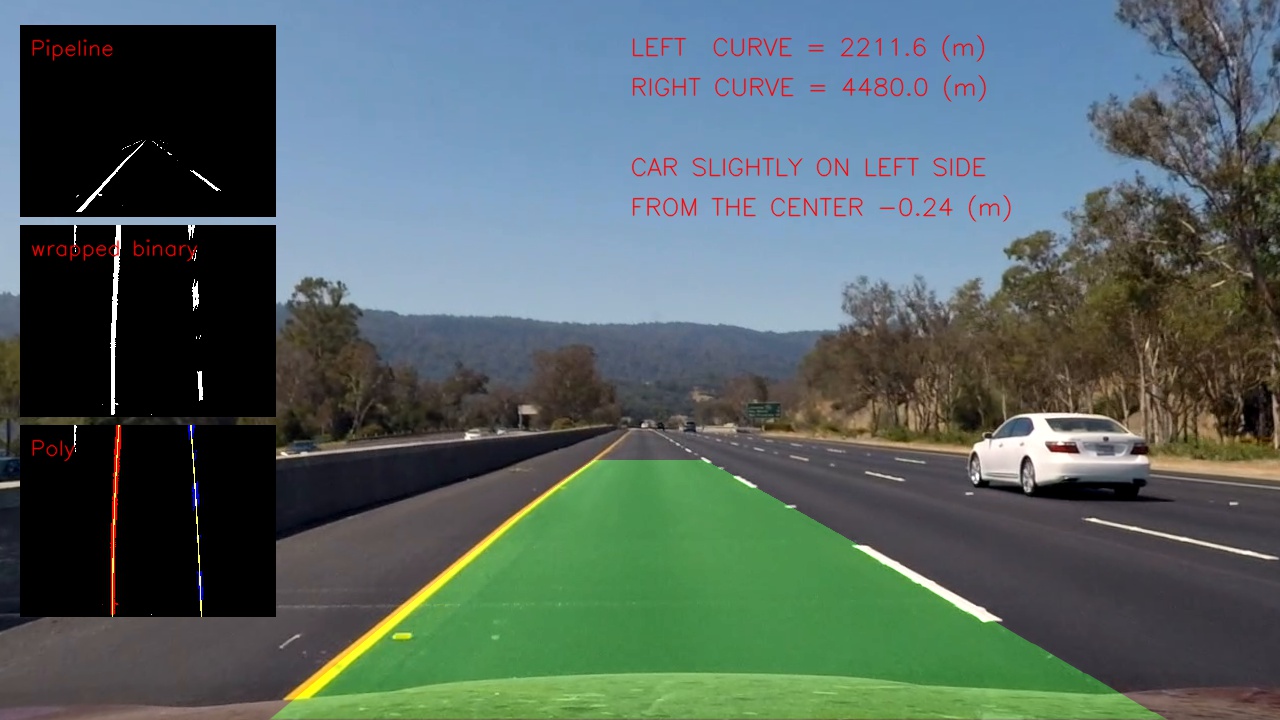 Pipeline
wrapped binary
Poly
LEFT CURVE = 2211.6 (m)
RIGHT CURVE = 4480.0 (m)
CAR SLIGHTLY ON LEFT SIDE
FROM THE CENTER −0.24 (m)